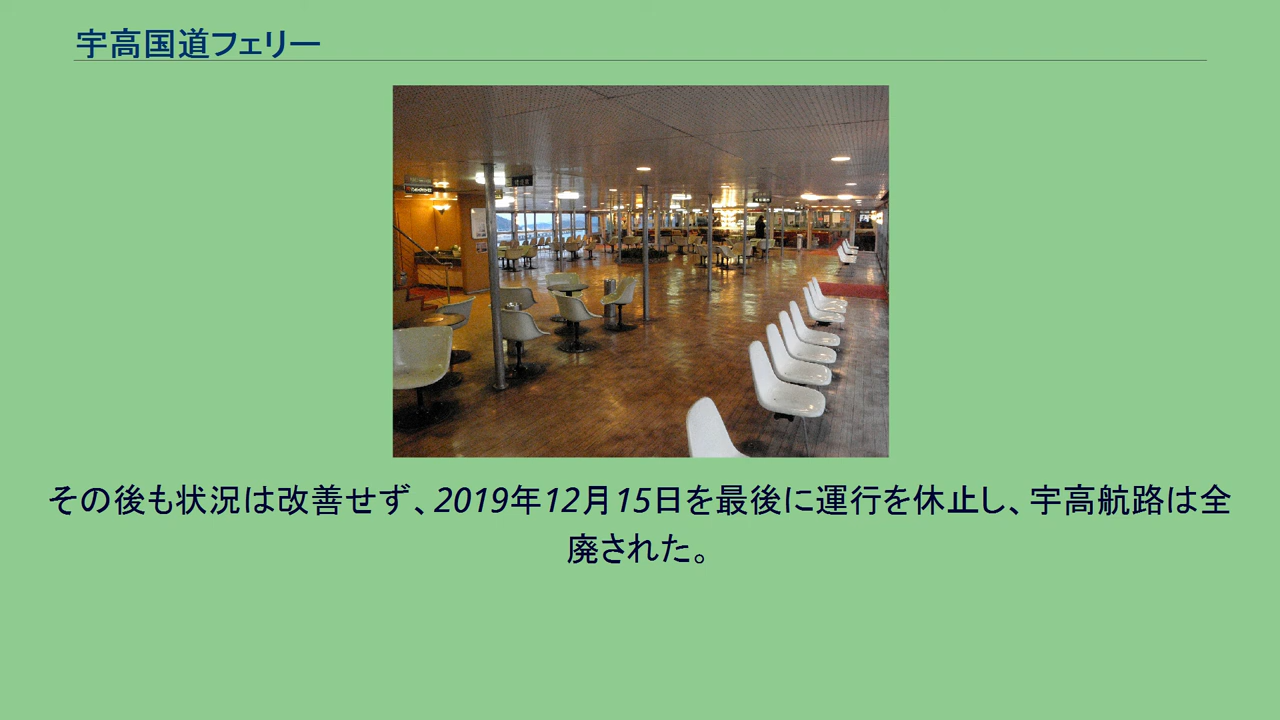 宇高国道フェリー
その後も状況は改善せず、2019年12月15日を最後に運行を休止し、宇高航路は全
廃された。